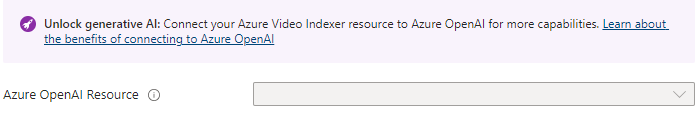 Unlock generative AI: Connect your Azure Video Indexer resource to Azure OpenAI for more capabilities. Learn about
the benefits of connecting to Azure OpenAI
Azure OpenAI Resource